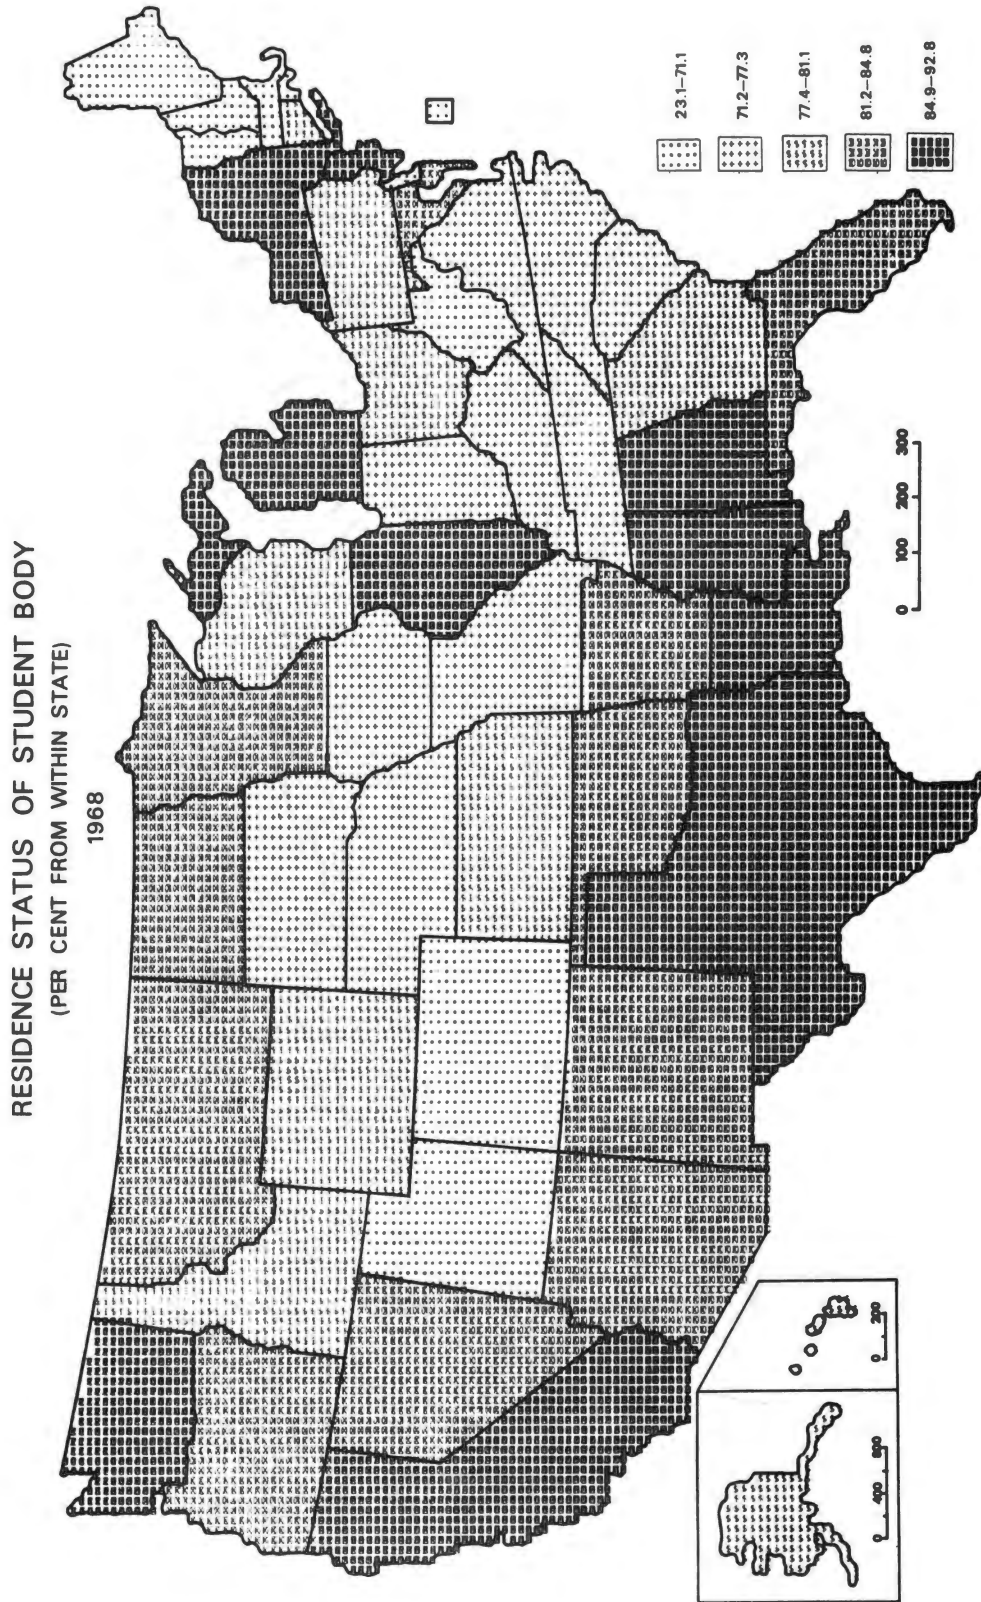 RESIDENCE STATUS OF STUDENT BODY
(PER CENT FROM WITHIN STATE)
1968
23.1–71.1
71.2–77.3
77.4–81.1
81.2–84.8
84.9–92.8
0 100 200 300
0 400 800
0 200